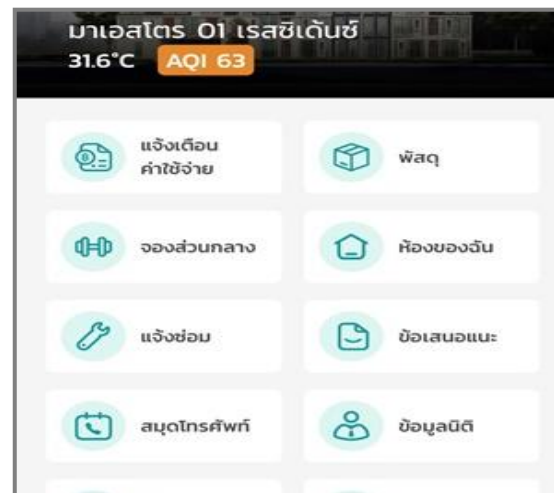 มาเอสโตร 01 เรสซิเด้นซ์
31.6°C AQI 63
แจ้งเตือน
ค่าใช้จ่าย
พัสดุ
จองส่วนกลาง
ห้องของฉัน
แจ้งซ่อม
ข้อเสนอแนะ
สมุดโทรศัพท์
ข้อมูลนิติ